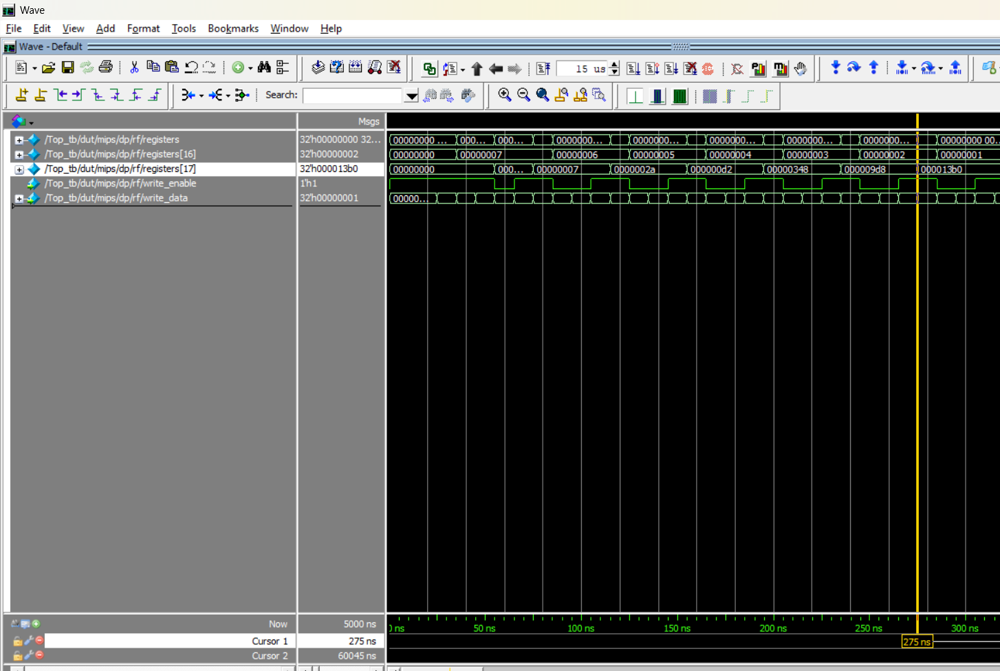 Wave
File Edit View Add Format Tools Bookmarks Window Help
Wave - Default
15 us
Search:
Msgs
/Top_tb/dut/mips/dp/rf/registers 32'h00000000 32... 00000000 ... 000... 000... 0000000... 0000000... 0000000... 0000000... 0000000... 00000000 00...
/Top_tb/dut/mips/dp/rf/registers[16] 32'h00000002 00000000 00000007 00000006 00000005 00000004 00000003 00000002 00000001
/Top_tb/dut/mips/dp/rf/registers[17] 32'h000013b0 00000000 000... 00000007 0000002a 000000d2 00000348 000009d8 000013b0
/Top_tb/dut/mips/dp/rf/write_enable 1'h1
/Top_tb/dut/mips/dp/rf/write_data 32'h00000001 00000...
Now 5000 ns 0 ns 50 ns 100 ns 150 ns 200 ns 250 ns 300 ns
Cursor 1 275 ns 275 ns
Cursor 2 60045 ns